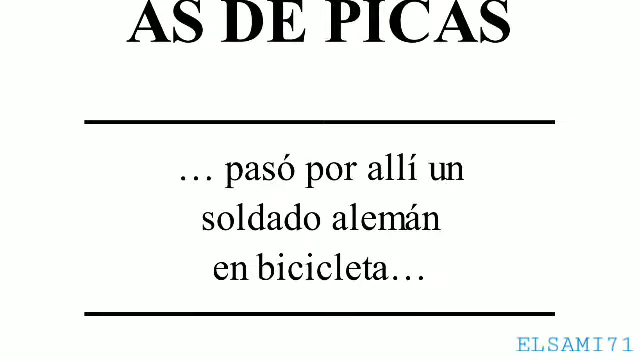 AS DE PICAS
… pasó por allí un
soldado alemán
en bicicleta…
ELSAMI71